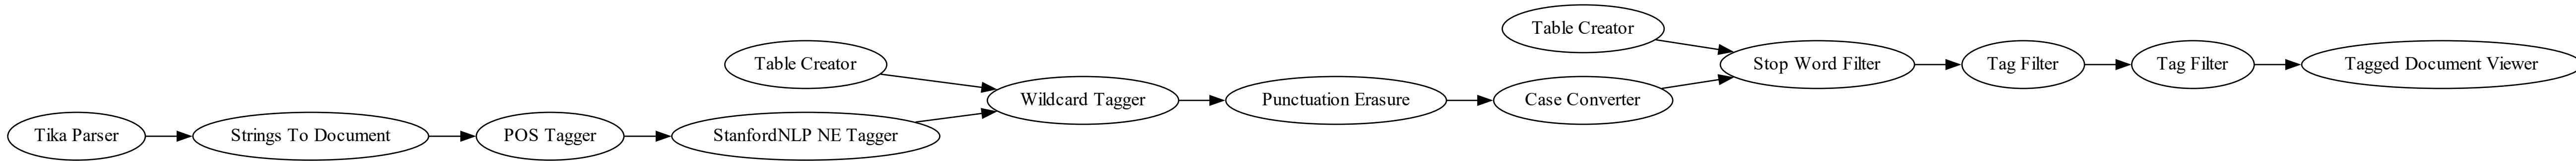 Table Creator
Table Creator
Stop Word Filter
Tag Filter
Tag Filter
Tagged Document Viewer
Wildcard Tagger
Punctuation Erasure
Case Converter
Tika Parser
Strings To Document
POS Tagger
StanfordNLP NE Tagger